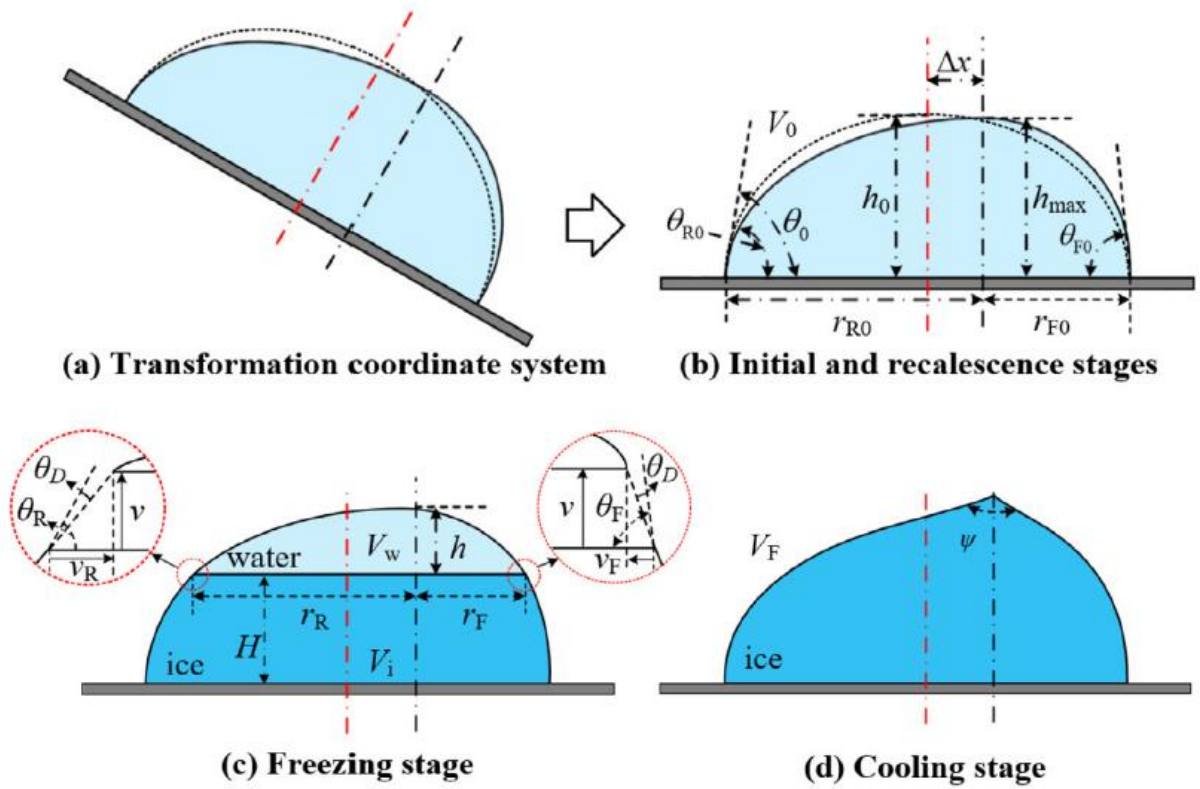 Δx
V₀
h₀
hmax
θR0
θ₀
θF0
rR0
rF0
(a) Transformation coordinate system
(b) Initial and recalescence stages
θD
θR
v
vR
water
Vw
h
rR
rF
H
ice
Vi
θD
v
θF
vF
VF
ψ
ice
(c) Freezing stage
(d) Cooling stage